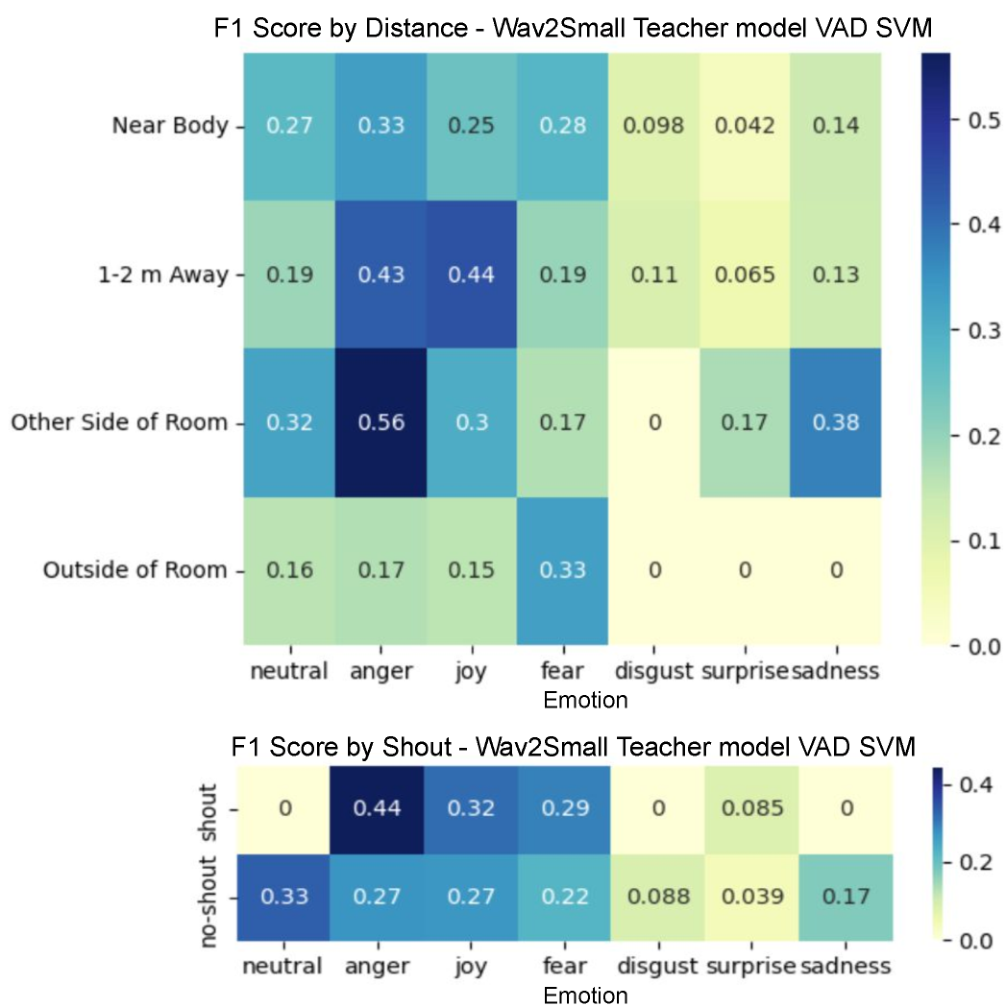 F1 Score by Distance - Wav2Small Teacher model VAD SVM
Near Body 0.27 0.33 0.25 0.28 0.098 0.042 0.14
1-2 m Away 0.19 0.43 0.44 0.19 0.11 0.065 0.13
Other Side of Room 0.32 0.56 0.3 0.17 0 0.17 0.38
Outside of Room 0.16 0.17 0.15 0.33 0 0 0
neutral anger joy fear disgust surprise sadness
Emotion
0.5
0.4
0.3
0.2
0.1
0.0
F1 Score by Shout - Wav2Small Teacher model VAD SVM
shout 0 0.44 0.32 0.29 0 0.085 0
no-shout 0.33 0.27 0.27 0.22 0.088 0.039 0.17
neutral anger joy fear disgust surprise sadness
Emotion
0.4
0.2
0.0